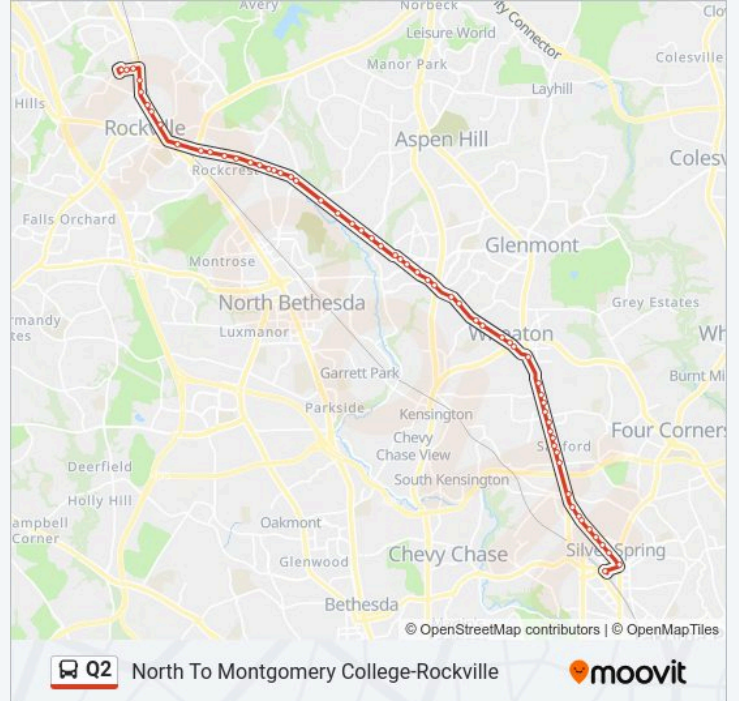 Avery
Norbeck
Clo
ity Connector
Leisure World
Colesville
Manor Park
Layhill
Hills
Rockville
Aspen Hill
Colesv
Rockcrest
Falls Orchard
Glenmont
Montrose
North Bethesda
Grey Estates
rmandy
tes
Luxmanor
Wheaton
Wh
Garrett Park
Burnt Mi
Parkside
Kensington
Chevy
Chase View
Four Corners
South Kensington
Deerfield
Holly Hill
ampbell
Corner
Oakmont
Glenwood
Chevy Chase
Silver Spring
Bethesda
© OpenStreetMap contributors | © OpenMapTiles
Q2 North To Montgomery College-Rockville
moovit